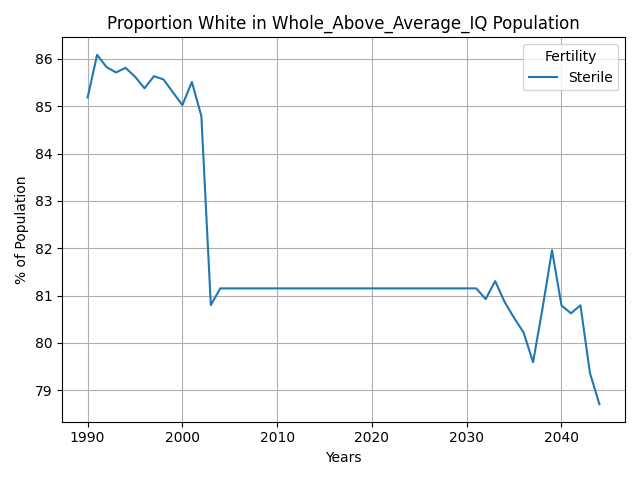 Proportion White in Whole_Above_Average_IQ Population
Fertility
Sterile
86
85
84
83
82
81
80
79
% of Population
1990
2000
2010
2020
2030
2040
Years